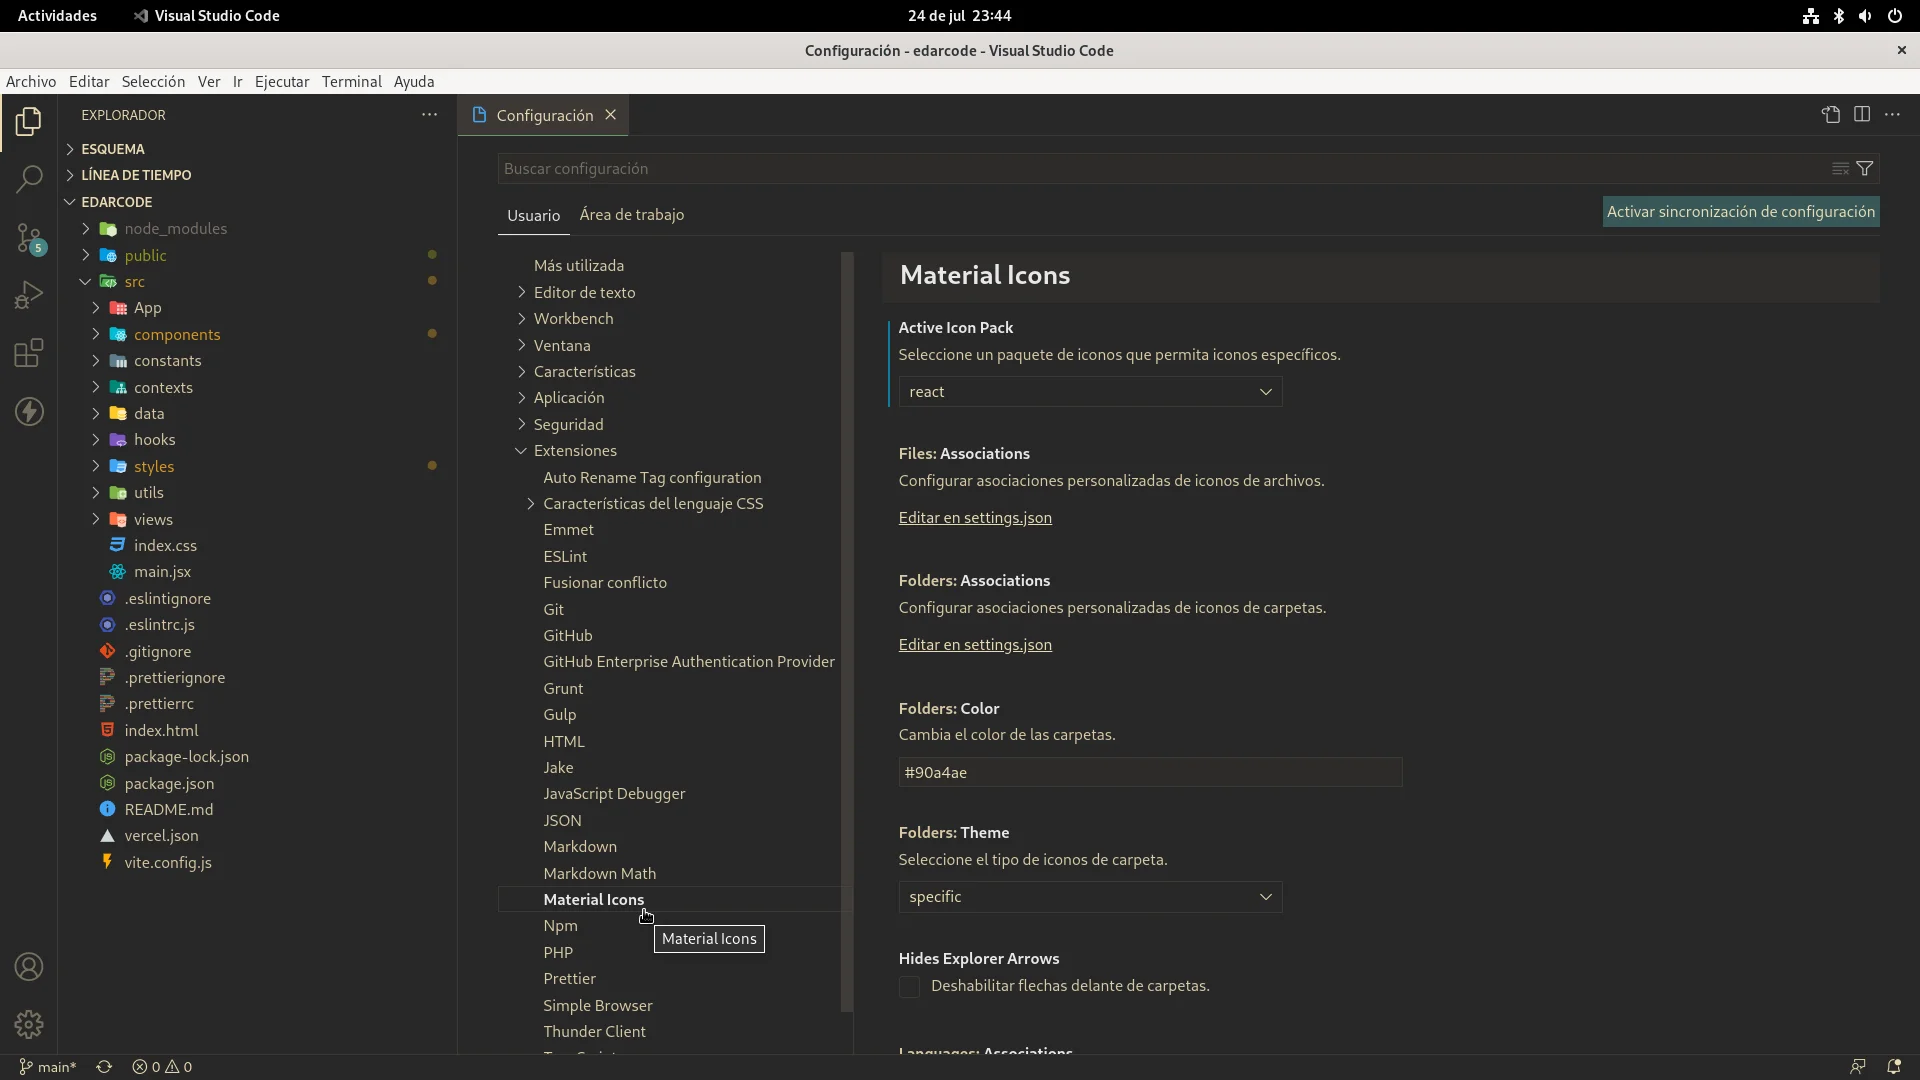 Actividades
Visual Studio Code
24 de jul 23:44
Configuración - edarcode - Visual Studio Code
Archivo Editar Selección Ver Ir Ejecutar Terminal Ayuda
EXPLORADOR
ESQUEMA
LÍNEA DE TIEMPO
EDARCODE
node_modules
public
src
App
components
constants
contexts
data
hooks
styles
utils
views
index.css
main.jsx
.eslintignore
.eslintrc.js
.gitignore
.prettierignore
.prettierrc
index.html
package-lock.json
package.json
README.md
vercel.json
vite.config.js
5
Configuración
Buscar configuración
Usuario Área de trabajo
Activar sincronización de configuración
Más utilizada
Editor de texto
Workbench
Ventana
Características
Aplicación
Seguridad
Extensiones
Auto Rename Tag configuration
Características del lenguaje CSS
Emmet
ESLint
Fusionar conflicto
Git
GitHub
GitHub Enterprise Authentication Provider
Grunt
Gulp
HTML
Jake
JavaScript Debugger
JSON
Markdown
Markdown Math
Material Icons
Npm
Material Icons
PHP
Prettier
Simple Browser
Thunder Client
Material Icons
Active Icon Pack
Seleccione un paquete de iconos que permita iconos específicos.
react
Files: Associations
Configurar asociaciones personalizadas de iconos de archivos.
Editar en settings.json
Folders: Associations
Configurar asociaciones personalizadas de iconos de carpetas.
Editar en settings.json
Folders: Color
Cambia el color de las carpetas.
#90a4ae
Folders: Theme
Seleccione el tipo de iconos de carpeta.
specific
Hides Explorer Arrows
Deshabilitar flechas delante de carpetas.
Languages: Associations
main* 0 0